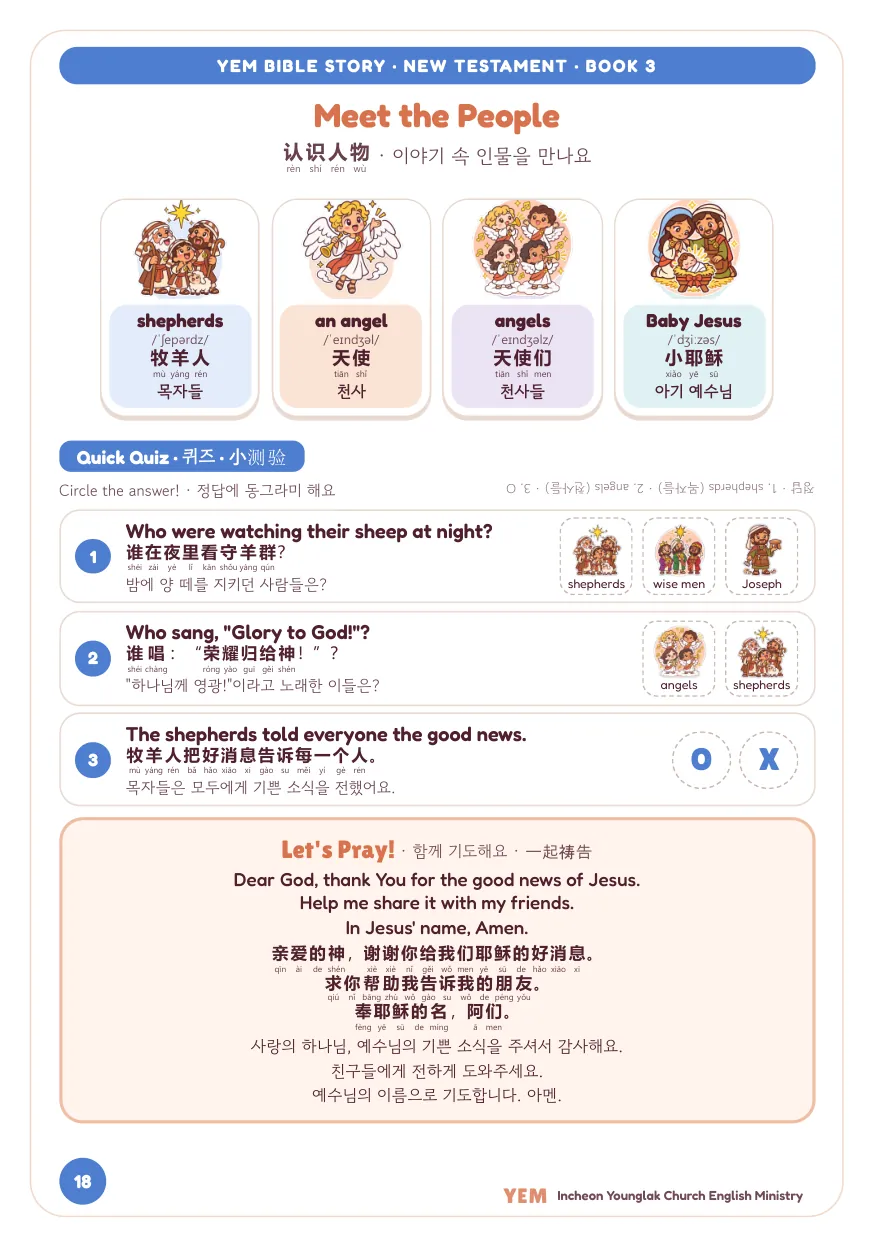 YEM BIBLE STORY · NEW TESTAMENT · BOOK 3
Meet the People
认识人物 · 이야기 속 인물을 만나요
rèn shí rén wù
shepherds
/ˈʃepərdz/
牧羊人
mù yáng rén
목자들
an angel
/ˈeɪndʒəl/
天使
tiān shǐ
천사
angels
/ˈeɪndʒəlz/
天使们
tiān shǐ men
천사들
Baby Jesus
/ˈdʒiːzəs/
小耶稣
xiǎo yē sū
아기 예수님
Quick Quiz · 퀴즈 · 小测验
Circle the answer! · 정답에 동그라미 해요
정답 · 1. shepherds (목자들) · 2. angels (천사들) · 3. O
1
Who were watching their sheep at night?
谁在夜里看守羊群?
shéi zài yè lǐ kān shǒu yáng qún
밤에 양 떼를 지키던 사람들은?
shepherds
wise men
Joseph
2
Who sang, "Glory to God!"?
谁唱：“荣耀归给神！”？
shéi chàng róng yào guī gěi shén
"하나님께 영광!"이라고 노래한 이들은?
angels
shepherds
3
The shepherds told everyone the good news.
牧羊人把好消息告诉每一个人。
mù yáng rén bǎ hǎo xiāo xi gào su měi yí gè rén
목자들은 모두에게 기쁜 소식을 전했어요.
O
X
Let's Pray! · 함께 기도해요 · 一起祷告
Dear God, thank You for the good news of Jesus.
Help me share it with my friends.
In Jesus' name, Amen.
亲爱的神，谢谢你给我们耶稣的好消息。
qīn ài de shén xiè xiè nǐ gěi wǒ men yē sū de hǎo xiāo xi
求你帮助我告诉我的朋友。
qiú nǐ bāng zhù wǒ gào su wǒ de péng yǒu
奉耶稣的名，阿们。
fèng yē sū de míng ā men
사랑의 하나님, 예수님의 기쁜 소식을 주셔서 감사해요.
친구들에게 전하게 도와주세요.
예수님의 이름으로 기도합니다. 아멘.
18
YEM Incheon Younglak Church English Ministry